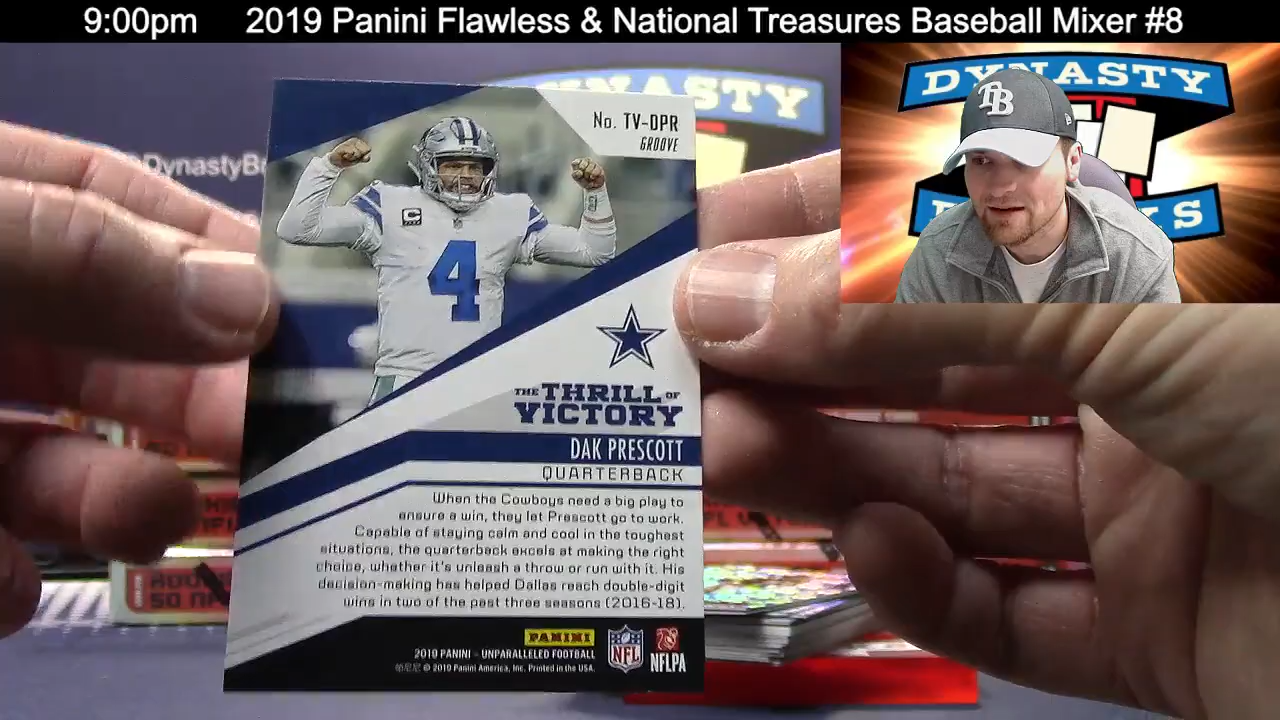 9:00pm 2019 Panini Flawless & National Treasures Baseball Mixer #8
DYNASTY
TB
No. TV-DPR
GROOVE
@DynastyB
C
4
THE THRILL OF
VICTORY
DAK PRESCOTT
QUARTERBACK
When the Cowboys need a big play to
ensure a win, they let Prescott go to work.
Capable of staying calm and cool in the toughest
situations, the quarterback excels at making the right
choice, whether it's unleash a throw or run with it. His
decision-making has helped Dallas reach double-digit
wins in two of the past three seasons (2016-18).
PANINI
2019 PANINI - UNPARALLELED FOOTBALL
© 2019 Panini America, Inc. Printed in the USA.
NFL
NFLPA